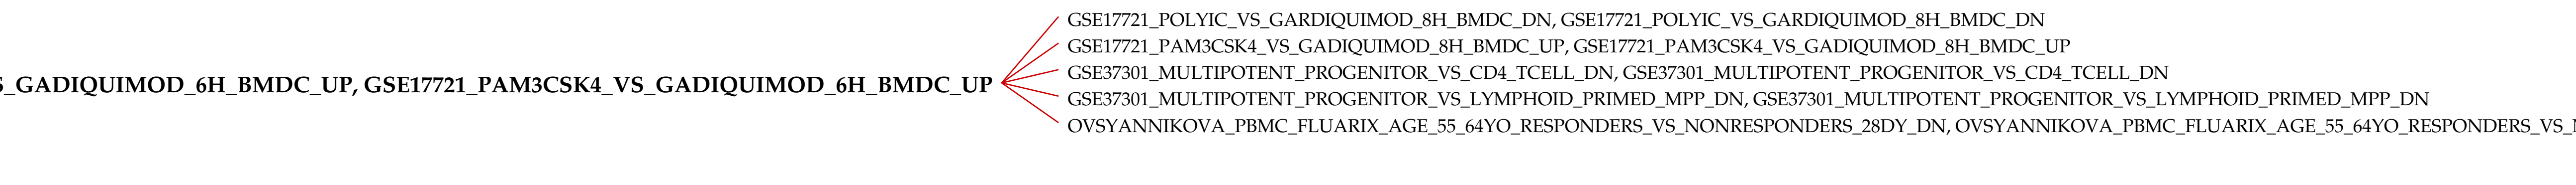 GSE17721_POLYIC_VS_GARDIQUIMOD_8H_BMDC_DN, GSE17721_POLYIC_VS_GARDIQUIMOD_8H_BMDC_DN
GSE17721_PAM3CSK4_VS_GADIQUIMOD_8H_BMDC_UP, GSE17721_PAM3CSK4_VS_GADIQUIMOD_8H_BMDC_UP
GSE37301_MULTIPOTENT_PROGENITOR_VS_CD4_TCELL_DN, GSE37301_MULTIPOTENT_PROGENITOR_VS_CD4_TCELL_DN
S_GADIQUIMOD_6H_BMDC_UP, GSE17721_PAM3CSK4_VS_GADIQUIMOD_6H_BMDC_UP
GSE37301_MULTIPOTENT_PROGENITOR_VS_LYMPHOID_PRIMED_MPP_DN, GSE37301_MULTIPOTENT_PROGENITOR_VS_LYMPHOID_PRIMED_MPP_DN
OVSYANNIKOVA_PBMC_FLUARIX_AGE_55_64YO_RESPONDERS_VS_NONRESPONDERS_28DY_DN, OVSYANNIKOVA_PBMC_FLUARIX_AGE_55_64YO_RESPONDERS_VS_